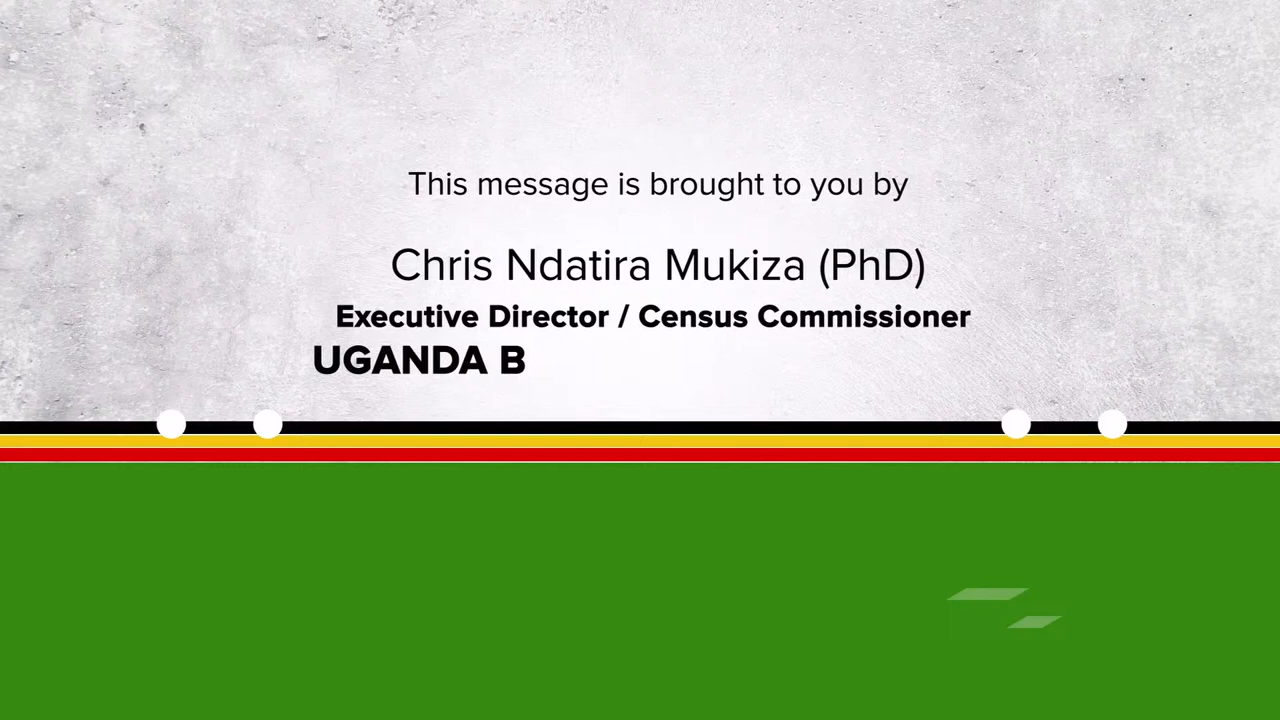 This message is brought to you by
Chris Ndatira Mukiza (PhD)
Executive Director / Census Commissioner
UGANDA B